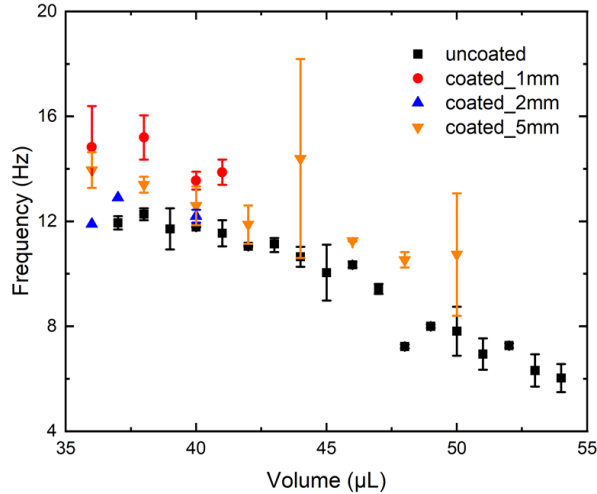 20
16
12
8
4
35
40
45
50
55
Frequency (Hz)
Volume (µL)
uncoated
coated_1mm
coated_2mm
coated_5mm